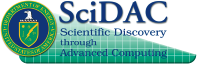 SciDAC
Scientific Discovery
through
Advanced Computing